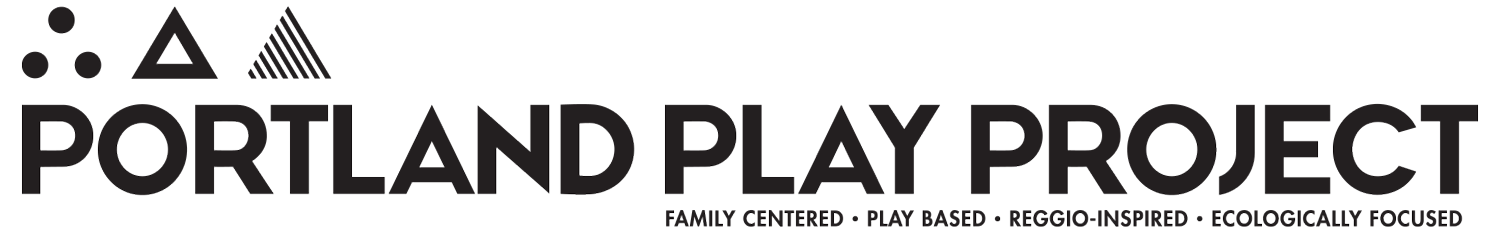 PORTLAND PLAY PROJECT
FAMILY CENTERED • PLAY BASED • REGGIO-INSPIRED • ECOLOGICALLY FOCUSED